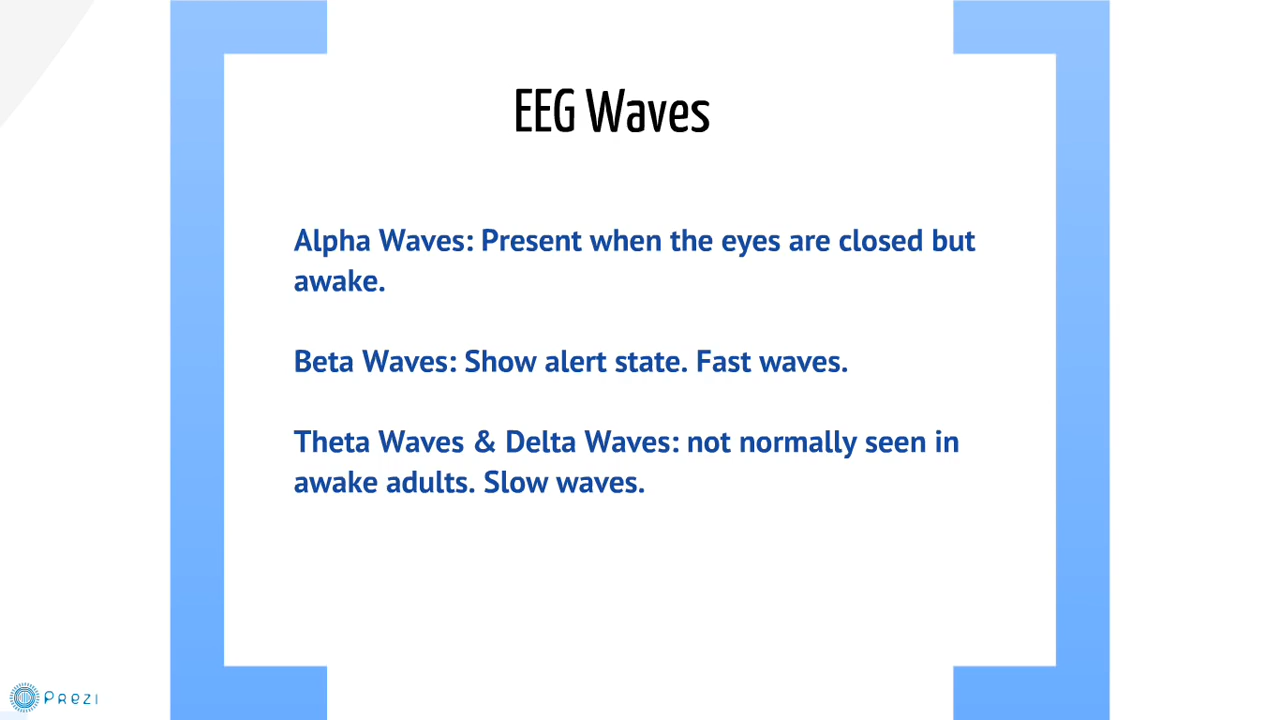 EEG Waves
Alpha Waves: Present when the eyes are closed but
awake.
Beta Waves: Show alert state. Fast waves.
Theta Waves & Delta Waves: not normally seen in
awake adults. Slow waves.
Prezi